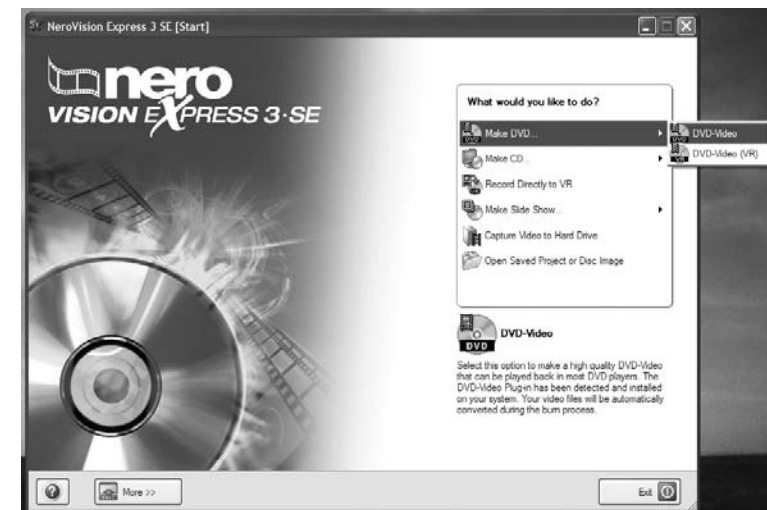 NeroVision Express 3 SE [Start]
nero
VISION EXPRESS 3·SE
What would you like to do?
Make DVD...
DVD-Video
DVD-Video (VR)
Make CD...
Record Directly to VR
Make Slide Show...
Capture Video to Hard Drive
Open Saved Project or Disc Image
DVD
DVD-Video
Select this option to make a high quality DVD-Video
that can be played back in most DVD players. The
DVD-Video Plug-in has been detected and installed
on your system. Your video files will be automatically
converted during the burn process.
More >>
Exit